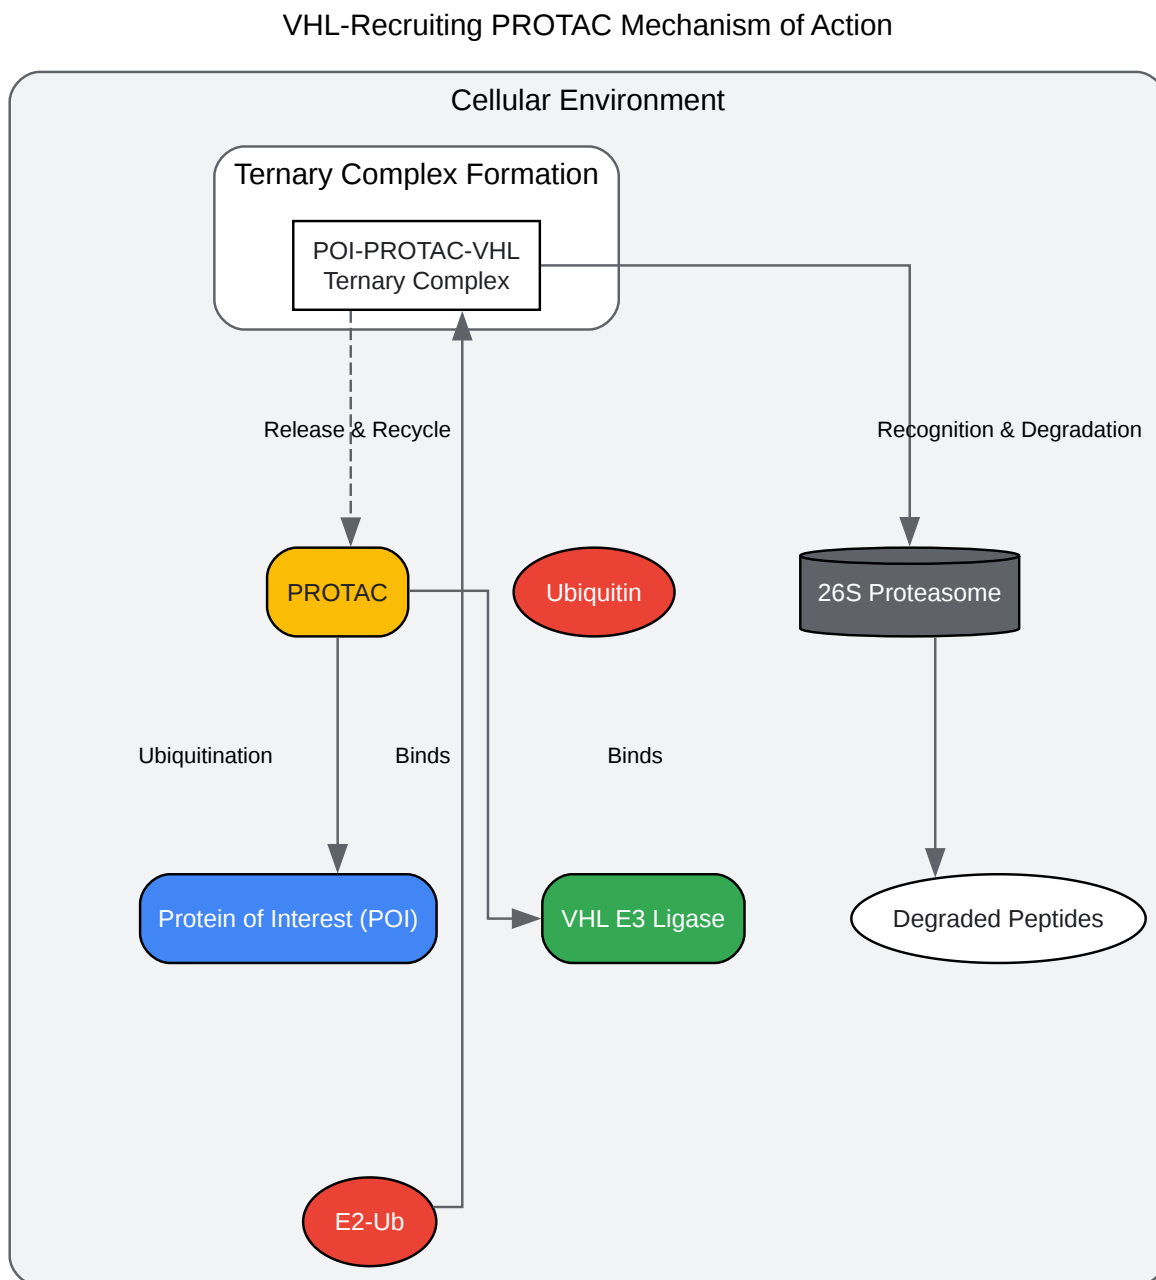 VHL-Recruiting PROTAC Mechanism of Action
Cellular Environment
Ternary Complex Formation
POI-PROTAC-VHL
Ternary Complex
Release & Recycle
Recognition & Degradation
PROTAC
Ubiquitin
26S Proteasome
Ubiquitination
Binds
Binds
Protein of Interest (POI)
VHL E3 Ligase
Degraded Peptides
E2-Ub